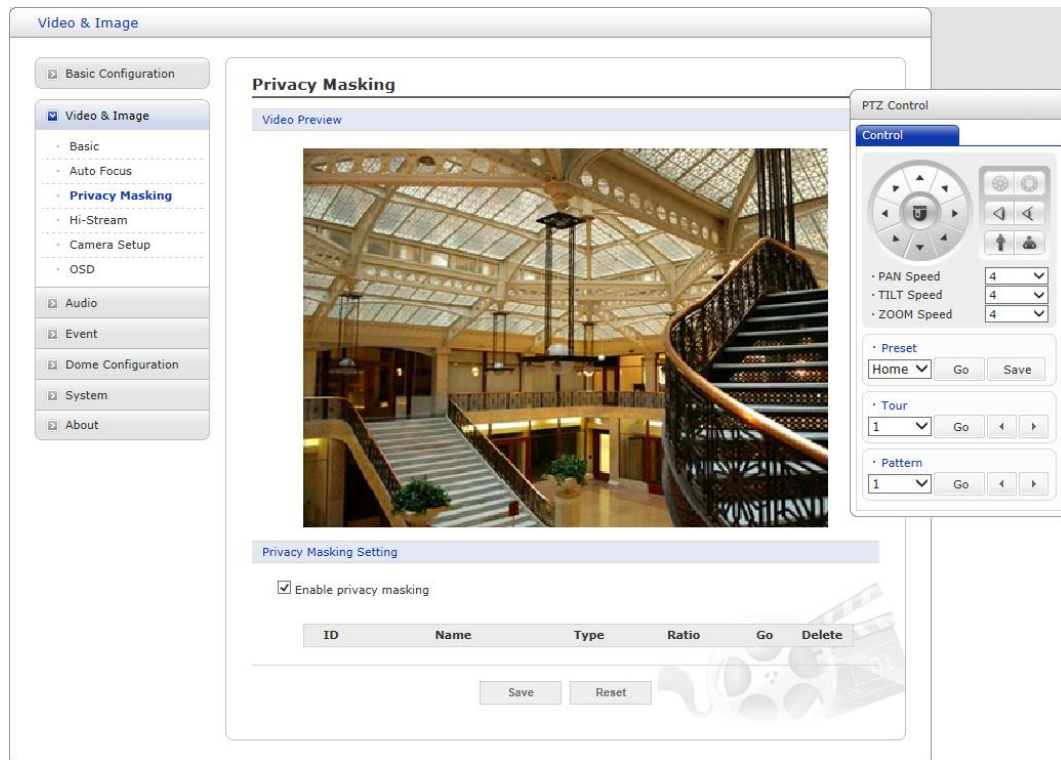 Video & Image
Basic Configuration
Video & Image
· Basic
· Auto Focus
· Privacy Masking
· Hi-Stream
· Camera Setup
· OSD
Audio
Event
Dome Configuration
System
About
Privacy Masking
Video Preview
Privacy Masking Setting
Enable privacy masking
ID Name Type Ratio Go Delete
Save Reset
PTZ Control
Control
· PAN Speed 4
· TILT Speed 4
· ZOOM Speed 4
· Preset
Home Go Save
· Tour
1 Go
· Pattern
1 Go